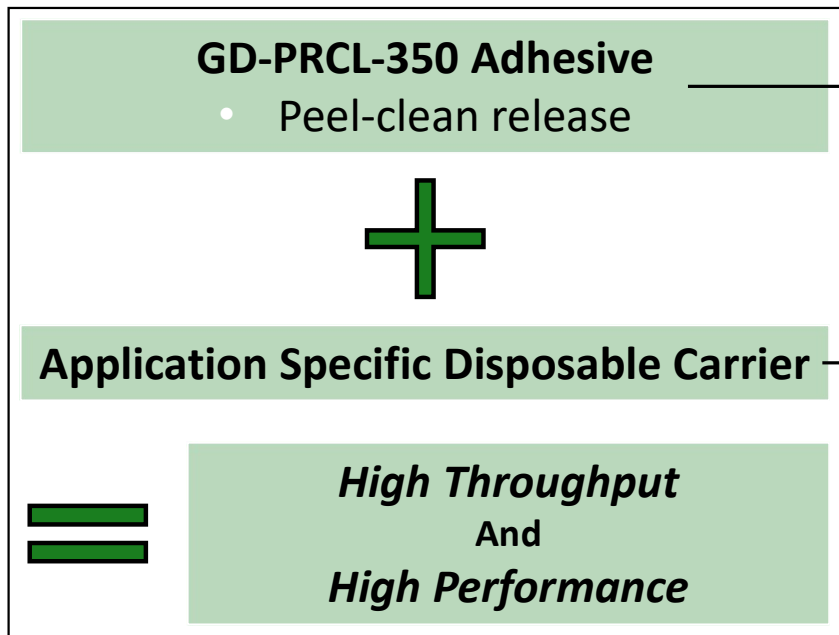 GD-PRCL-350 Adhesive
• Peel-clean release
Application Specific Disposable Carrier
High Throughput
And
High Performance